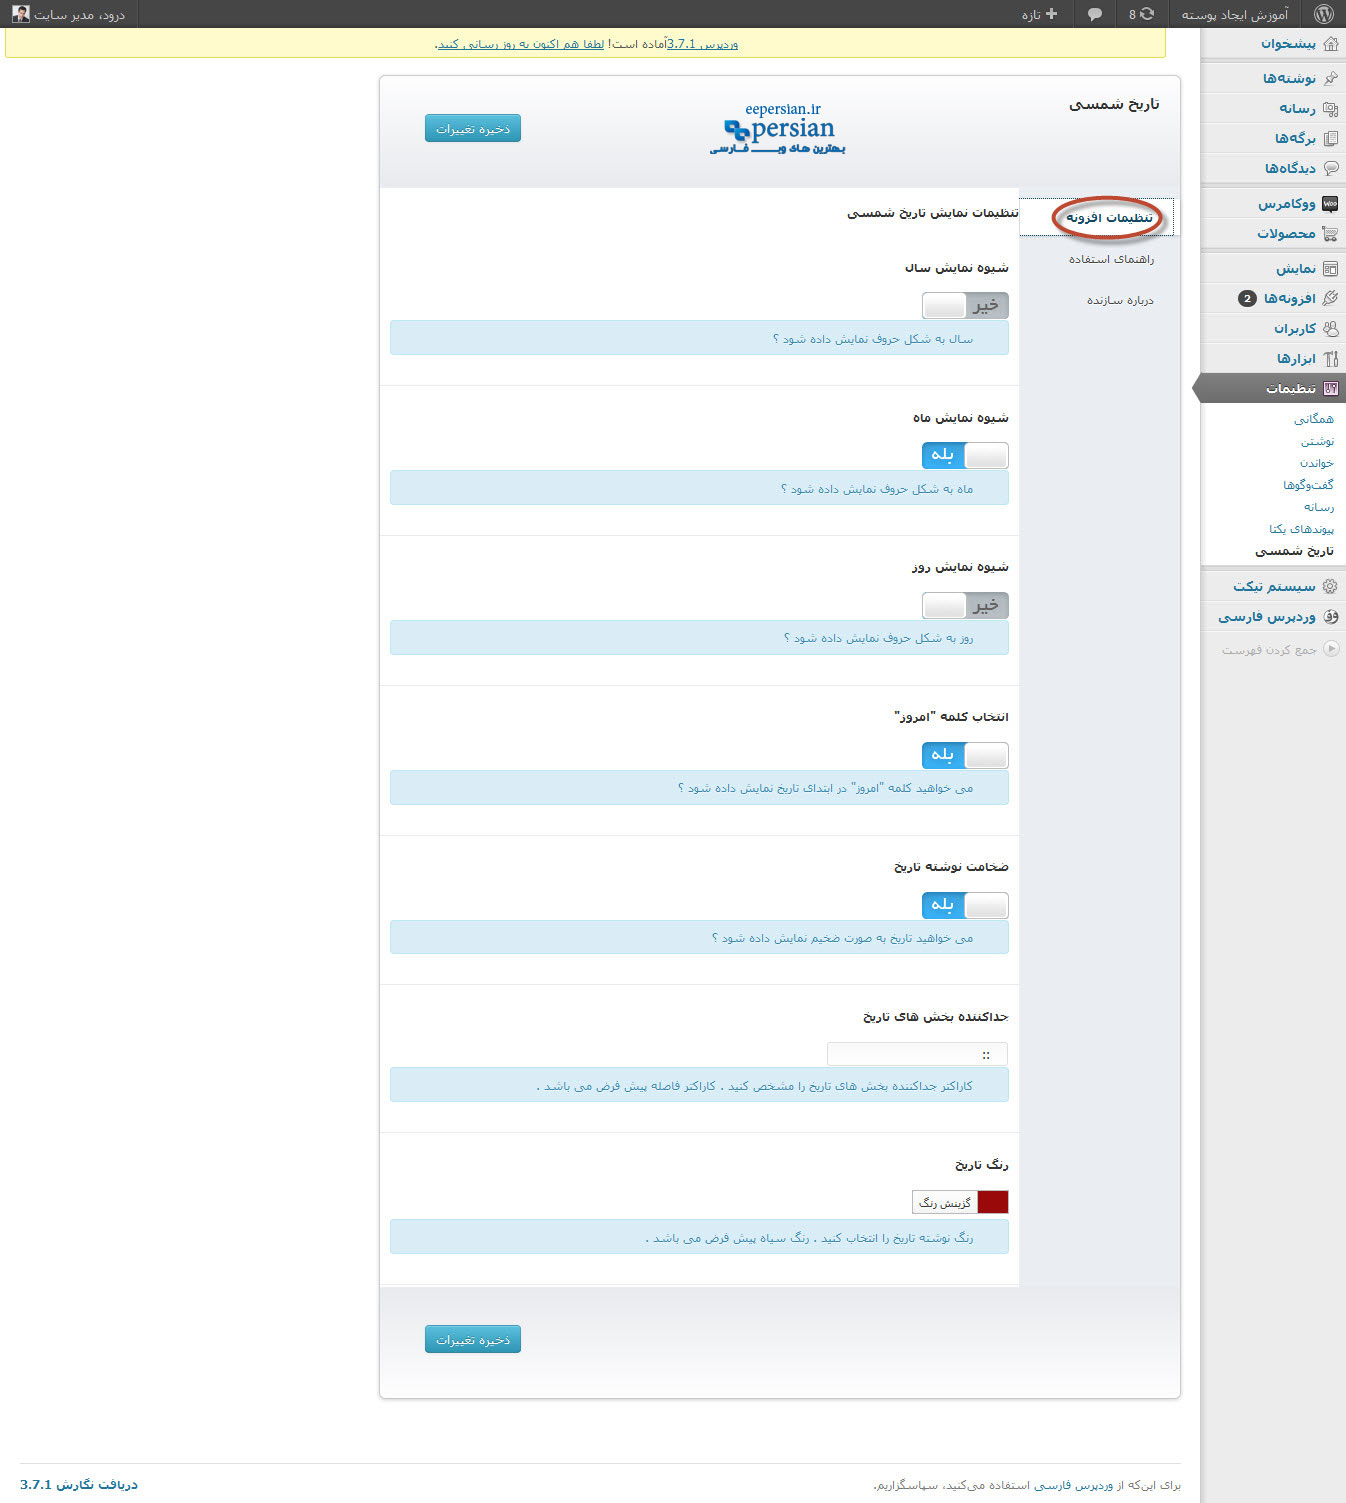 آموزش ایجاد پوسته
8
تازه
درود، مدیر سایت
وردپرس 3.7.1 آماده است! لطفا هم اکنون به روز رسانی کنید.
پیشخوان
نوشته‌ها
رسانه
برگه‌ها
دیدگاه‌ها
ووکامرس
محصولات
نمایش
افزونه‌ها 2
کاربران
ابزارها
تنظیمات
همگانی
نوشتن
خواندن
گفت‌وگوها
رسانه
پیوندهای یکتا
تاریخ شمسی
سیستم تیکت
وردپرس فارسی
جمع کردن فهرست
تاریخ شمسی
eepersian.ir
persian
بهترین های وب فارسی
ذخیره تغییرات
تنظیمات افزونه
راهنمای استفاده
درباره سازنده
تنظیمات نمایش تاریخ شمسی
شیوه نمایش سال
خیر
سال به شکل حروف نمایش داده شود ؟
شیوه نمایش ماه
بله
ماه به شکل حروف نمایش داده شود ؟
شیوه نمایش روز
خیر
روز به شکل حروف نمایش داده شود ؟
انتخاب کلمه "امروز"
بله
می خواهید کلمه "امروز" در ابتدای تاریخ نمایش داده شود ؟
ضخامت نوشته تاریخ
بله
می خواهید تاریخ به صورت ضخیم نمایش داده شود ؟
جداکننده بخش های تاریخ
::
کاراکتر جداکننده بخش های تاریخ را مشخص کنید . کاراکتر فاصله پیش فرض می باشد .
رنگ تاریخ
گزینش رنگ
رنگ نوشته تاریخ را انتخاب کنید . رنگ سیاه پیش فرض می باشد .
ذخیره تغییرات
برای این‌که از وردپرس فارسی استفاده می‌کنید، سپاسگزاریم.
دریافت نگارش 3.7.1